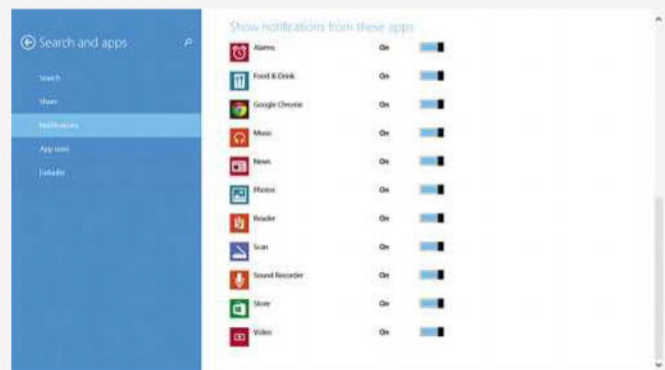 Search and apps
Search
Share
Notifications
App sizes
Defaults
Show notifications from these apps
Alarms On
Food & Drink On
Google Chrome On
Music On
News On
Photos On
Reader On
Scan On
Sound Recorder On
Store On
Video On